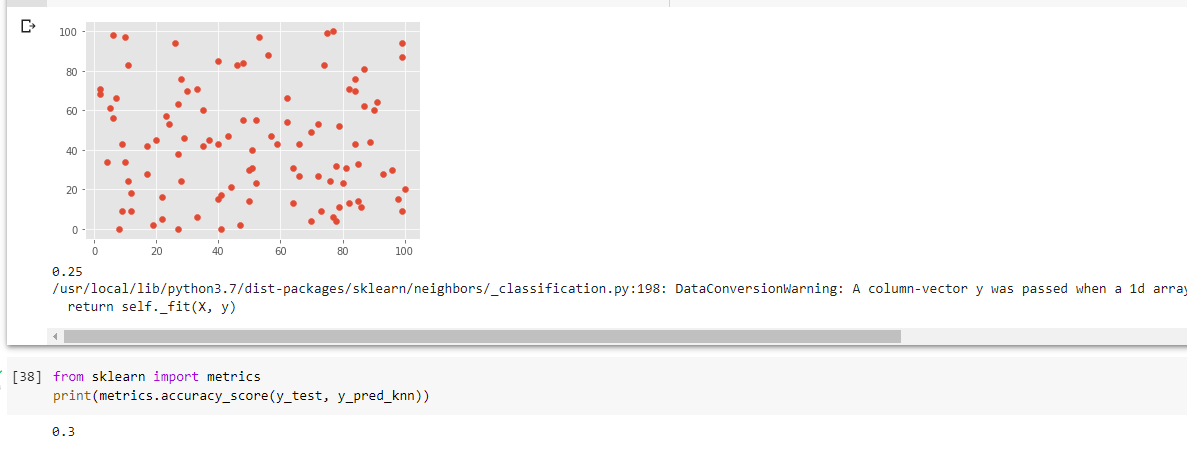 100
80
60
40
20
0
0 20 40 60 80 100
0.25
/usr/local/lib/python3.7/dist-packages/sklearn/neighbors/_classification.py:198: DataConversionWarning: A column-vector y was passed when a 1d array
return self._fit(X, y)
[38] from sklearn import metrics
print(metrics.accuracy_score(y_test, y_pred_knn))
0.3